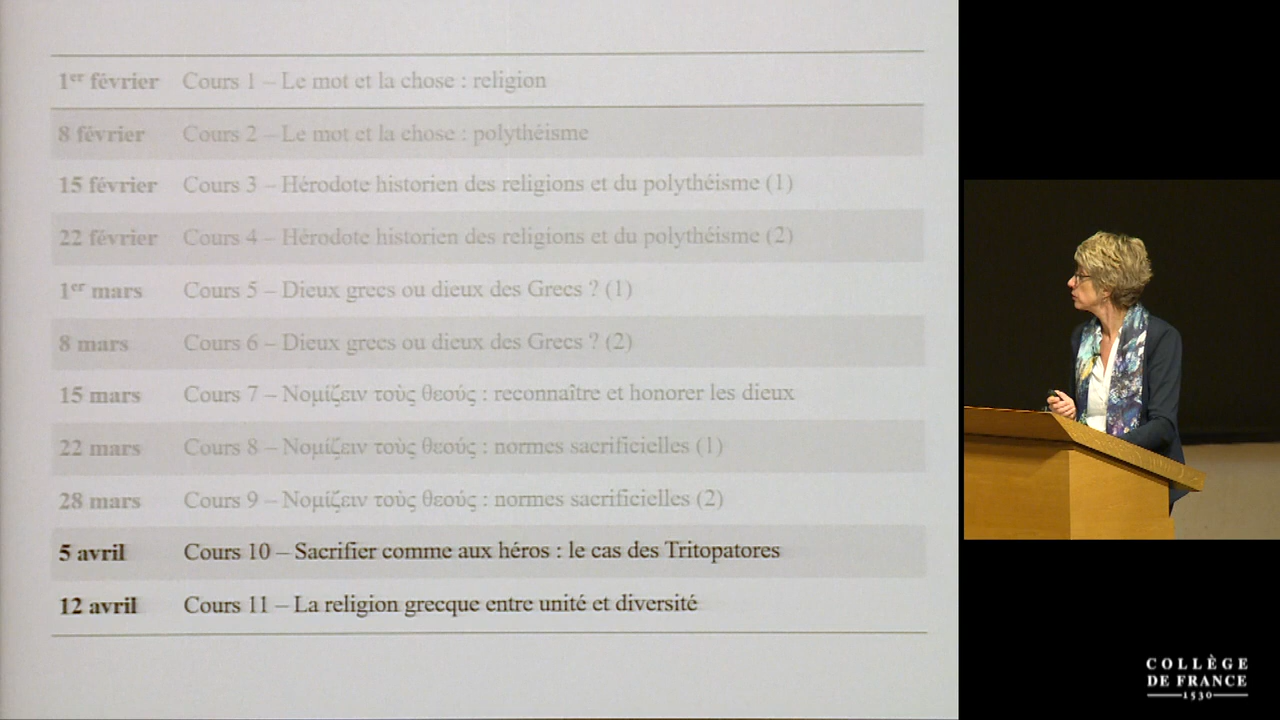 1er février Cours 1 – Le mot et la chose : religion
8 février Cours 2 – Le mot et la chose : polythéisme
15 février Cours 3 – Hérodote historien des religions et du polythéisme (1)
22 février Cours 4 – Hérodote historien des religions et du polythéisme (2)
1er mars Cours 5 – Dieux grecs ou dieux des Grecs ? (1)
8 mars Cours 6 – Dieux grecs ou dieux des Grecs ? (2)
15 mars Cours 7 – Νομίζειν τοὺς θεούς : reconnaître et honorer les dieux
22 mars Cours 8 – Νομίζειν τοὺς θεούς : normes sacrificielles (1)
28 mars Cours 9 – Νομίζειν τοὺς θεούς : normes sacrificielles (2)
5 avril Cours 10 – Sacrifier comme aux héros : le cas des Tritopatores
12 avril Cours 11 – La religion grecque entre unité et diversité
COLLÈGE
DE FRANCE
1530